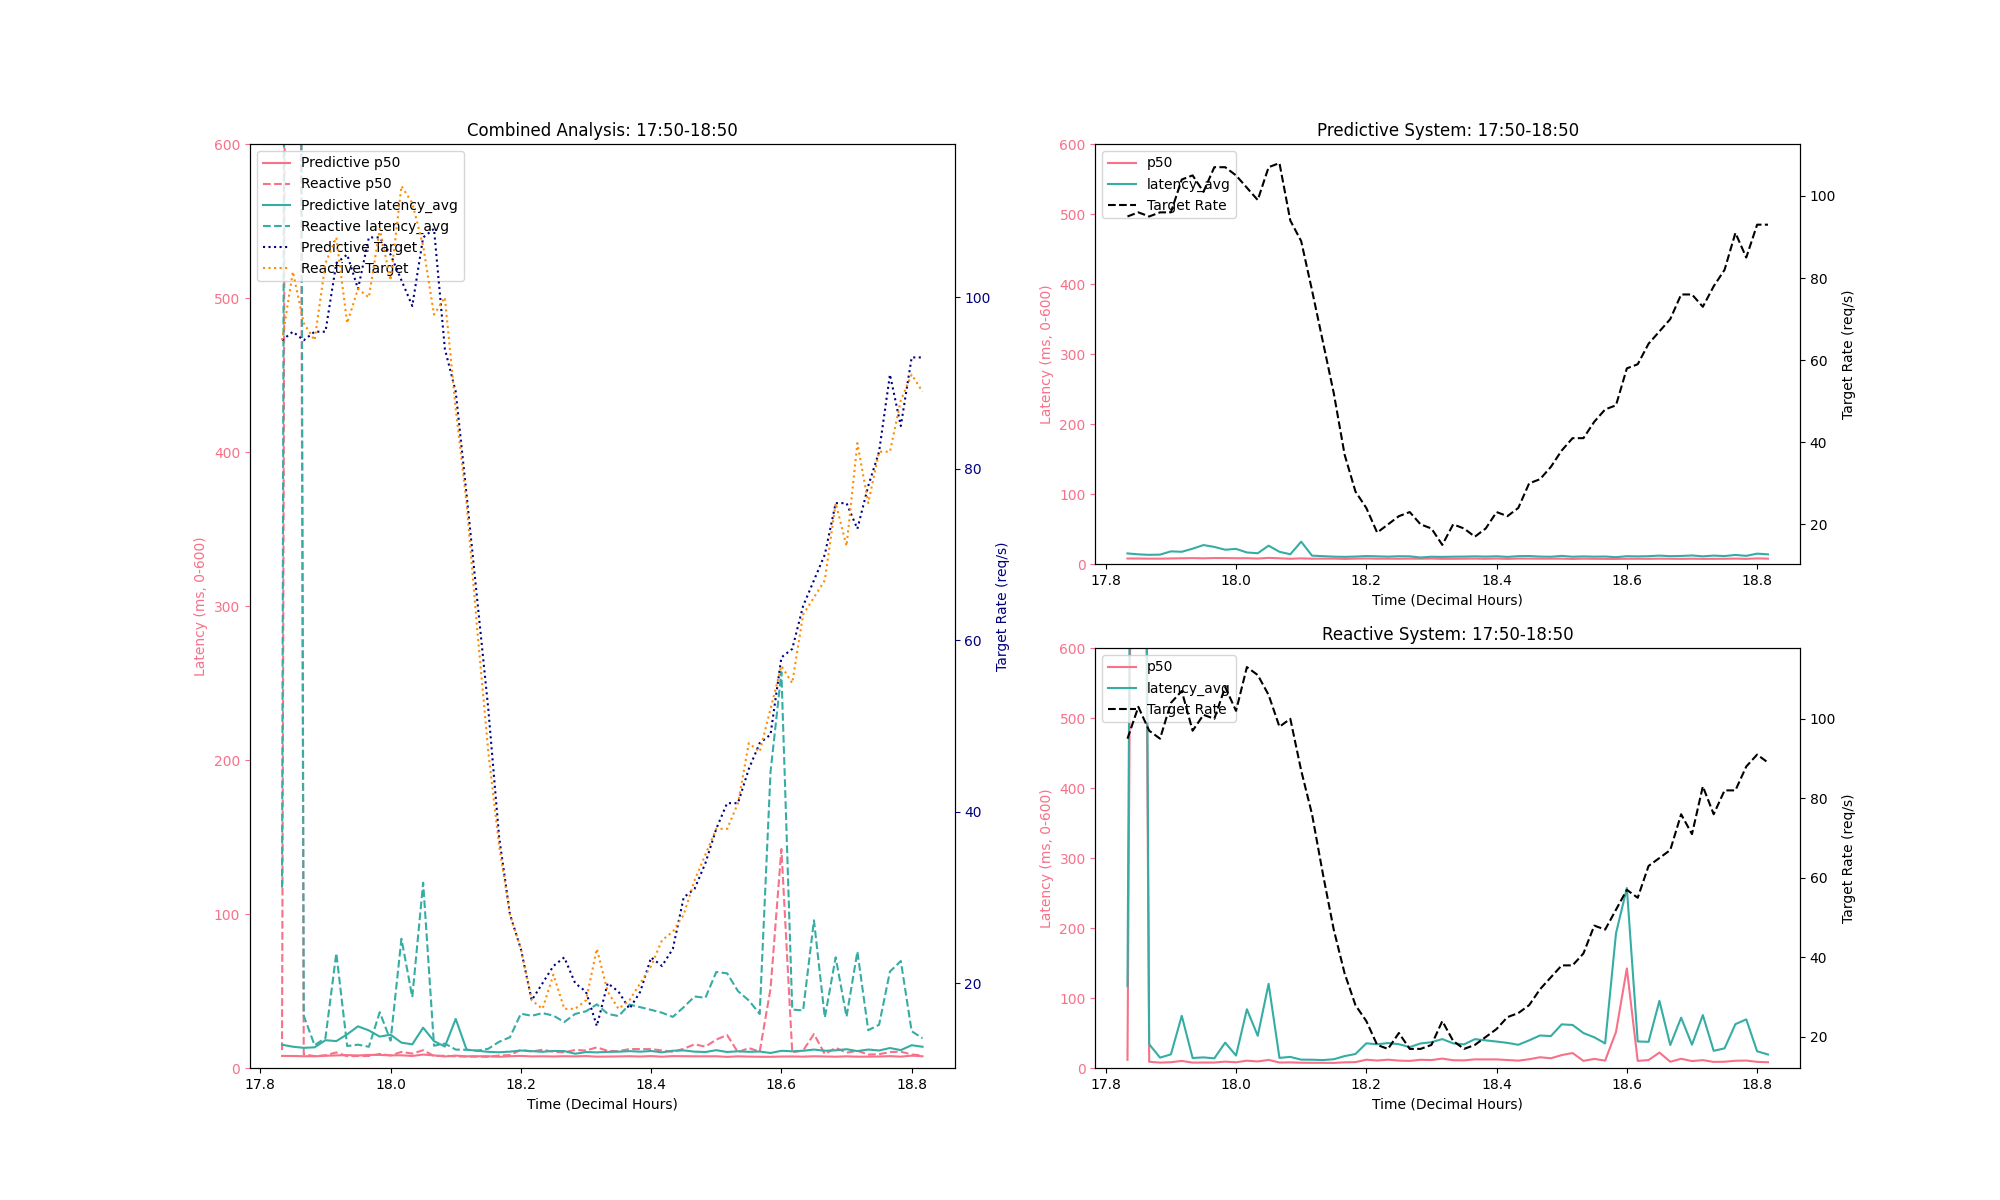 Combined Analysis: 17:50-18:50
600
500
400
300
200
100
0
Latency (ms, 0-600)
Predictive p50
Reactive p50
Predictive latency_avg
Reactive latency_avg
Predictive Target
Reactive Target
100
80
60
40
20
Target Rate (req/s)
17.8 18.0 18.2 18.4 18.6 18.8
Time (Decimal Hours)
Predictive System: 17:50-18:50
600
500
400
300
200
100
0
Latency (ms, 0-600)
p50
latency_avg
Target Rate
100
80
60
40
20
Target Rate (req/s)
17.8 18.0 18.2 18.4 18.6 18.8
Time (Decimal Hours)
Reactive System: 17:50-18:50
600
500
400
300
200
100
0
Latency (ms, 0-600)
p50
latency_avg
Target Rate
100
80
60
40
20
Target Rate (req/s)
17.8 18.0 18.2 18.4 18.6 18.8
Time (Decimal Hours)